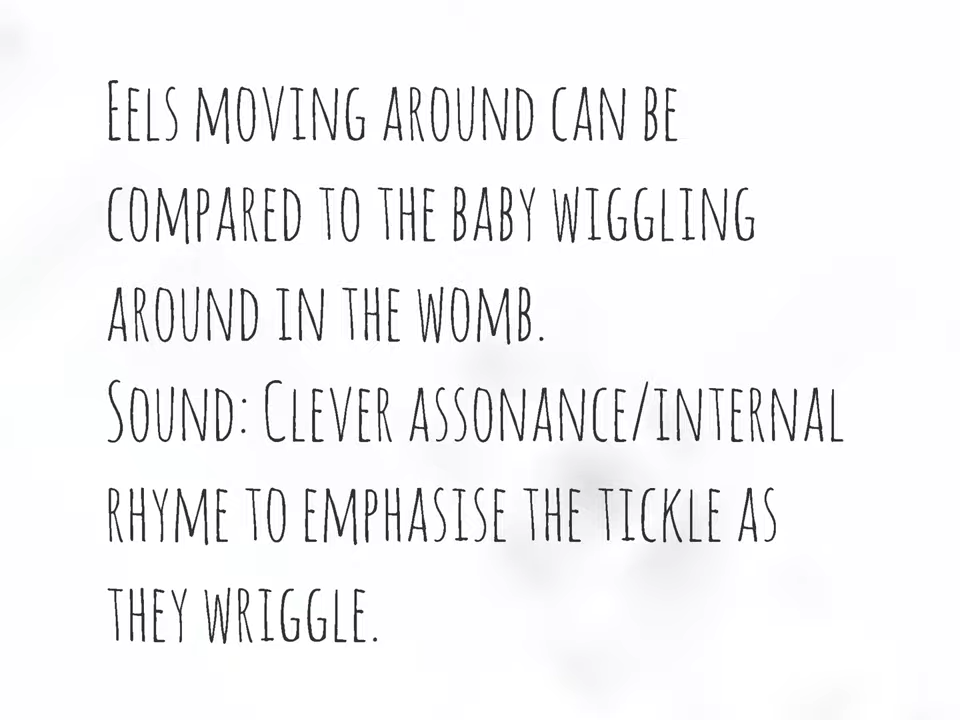 Eels moving around can be
compared to the baby wiggling
around in the womb.
Sound: Clever assonance/internal
rhyme to emphasise the tickle as
they wriggle.